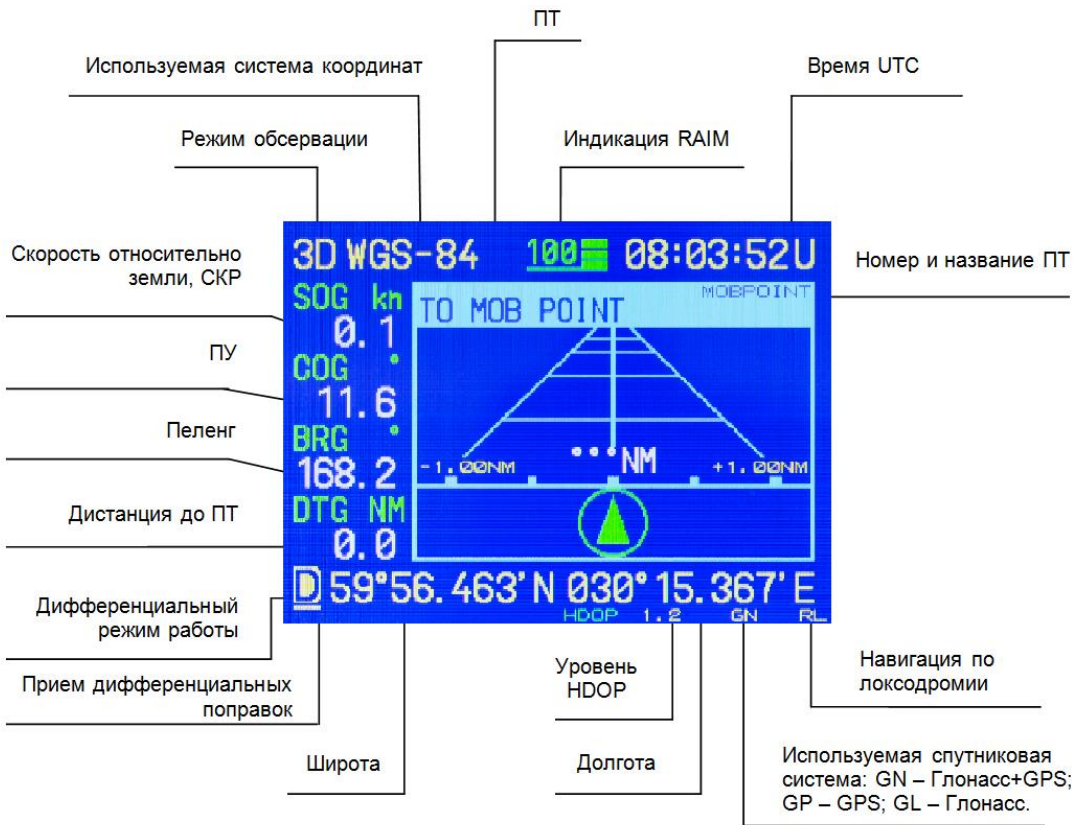 ПТ
Используемая система координат
Время UTC
Режим обсервации
Индикация RAIM
Скорость относительно
земли, СКР
Номер и название ПТ
ПУ
Пеленг
Дистанция до ПТ
Дифференциальный
режим работы
Прием дифференциальных
поправок
3D WGS-84 100 08:03:52U
SOG kn
0.1
COG °
11.6
BRG °
168.2
DTG NM
0.0
MOBPOINT
TO MOB POINT
-1.00NM
°°°NM
+1.00NM
D 59°56.463'N 030°15.367'E
HDOP 1.2 GN RL
Широта
Уровень
HDOP
Долгота
Навигация по
локсодромии
Используемая спутниковая
система: GN – Глонасс+GPS;
GP – GPS; GL – Глонасс.